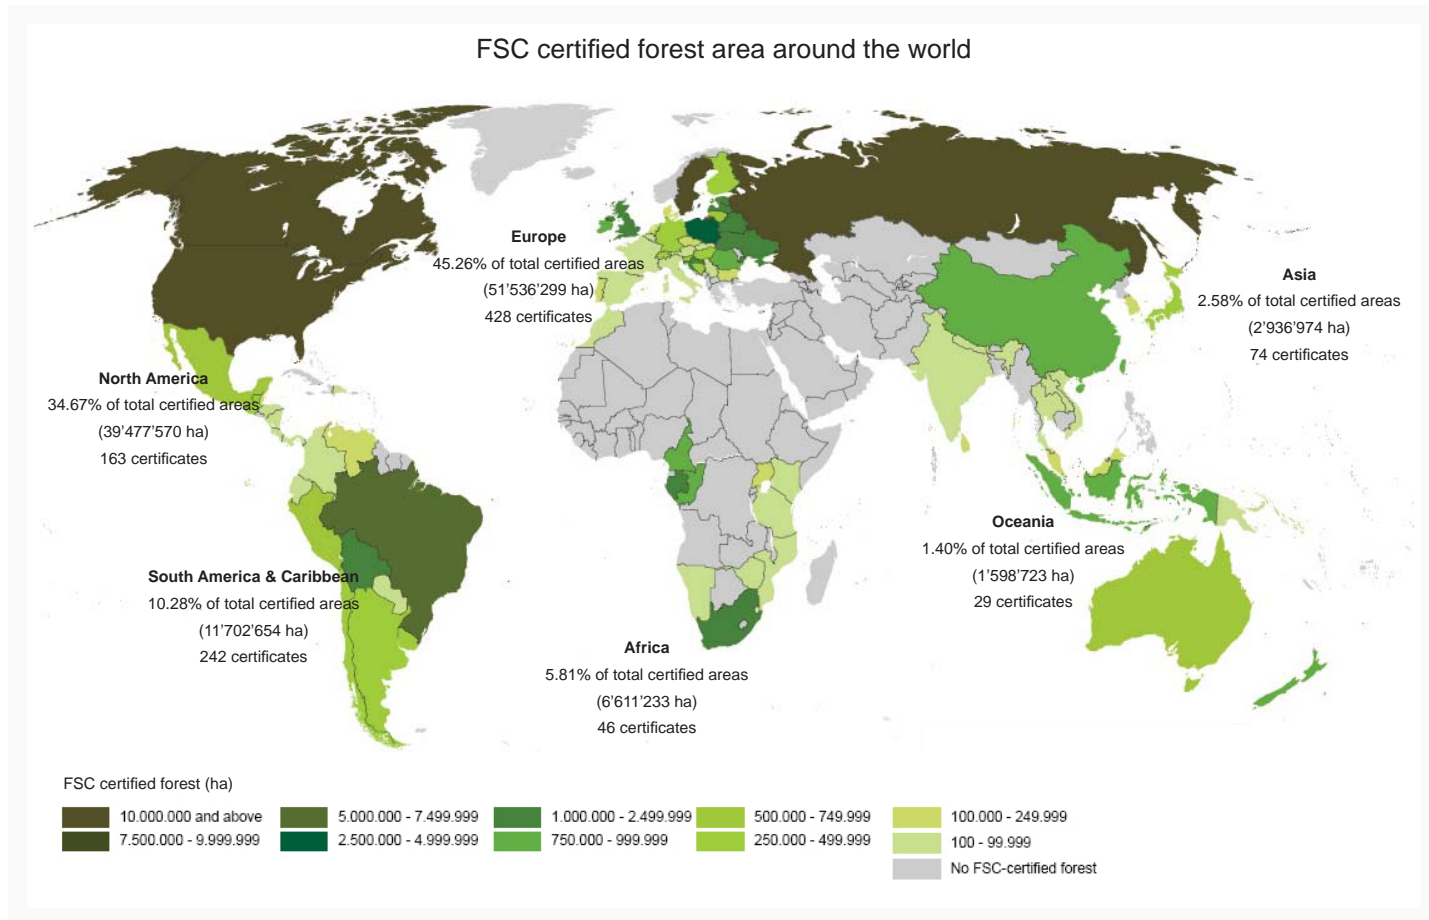 FSC certified forest area around the world
Europe
45.26% of total certified areas
(51’536’299 ha)
428 certificates
Asia
2.58% of total certified areas
(2’936’974 ha)
74 certificates
North America
34.67% of total certified areas
(39’477’570 ha)
163 certificates
Oceania
1.40% of total certified areas
(1’598’723 ha)
29 certificates
South America & Caribbean
10.28% of total certified areas
(11’702’654 ha)
242 certificates
Africa
5.81% of total certified areas
(6’611’233 ha)
46 certificates
FSC certified forest (ha)
10.000.000 and above
7.500.000 - 9.999.999
5.000.000 - 7.499.999
2.500.000 - 4.999.999
1.000.000 - 2.499.999
750.000 - 999.999
500.000 - 749.999
250.000 - 499.999
100.000 - 249.999
100 - 99.999
No FSC-certified forest